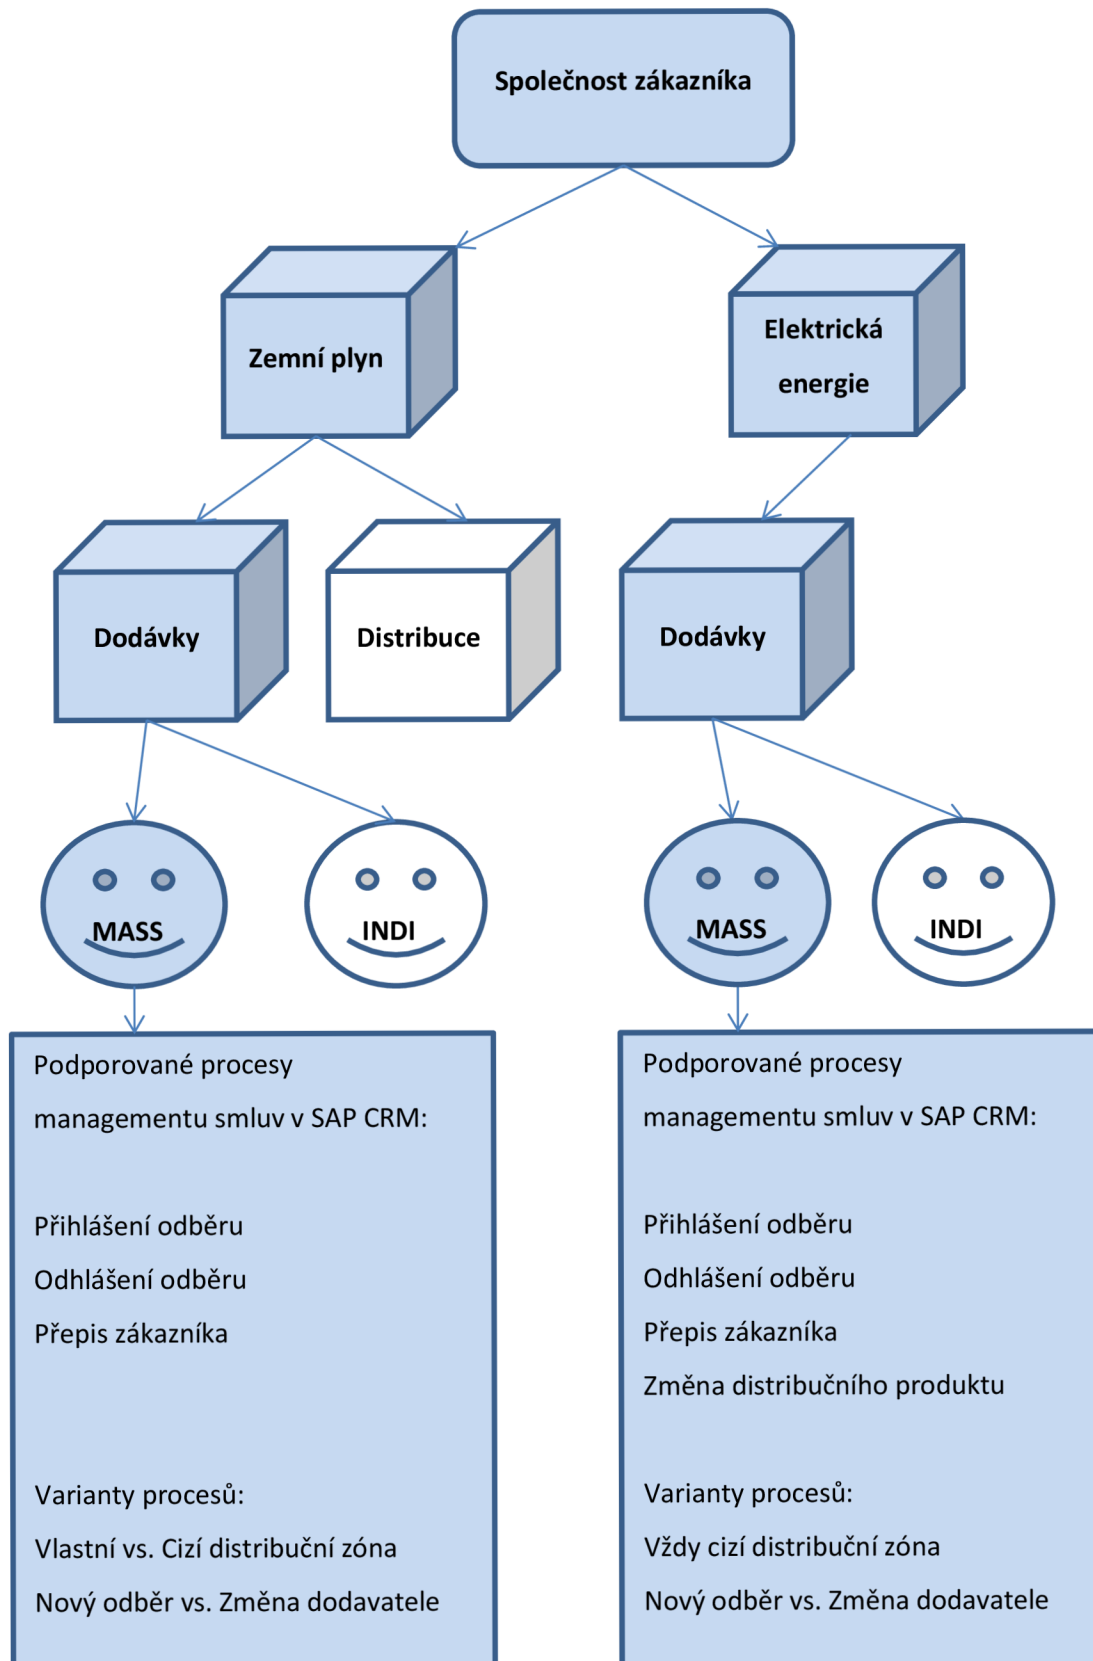 Společnost zákazníka
Zemní plyn
Elektrická
energie
Dodávky
Distribuce
Dodávky
MASS
INDI
MASS
INDI
Podporované procesy
managementu smluv v SAP CRM:
Přihlášení odběru
Odhlášení odběru
Přepis zákazníka
Varianty procesů:
Vlastní vs. Cizí distribuční zóna
Nový odběr vs. Změna dodavatele
Podporované procesy
managementu smluv v SAP CRM:
Přihlášení odběru
Odhlášení odběru
Přepis zákazníka
Změna distribučního produktu
Varianty procesů:
Vždy cizí distribuční zóna
Nový odběr vs. Změna dodavatele